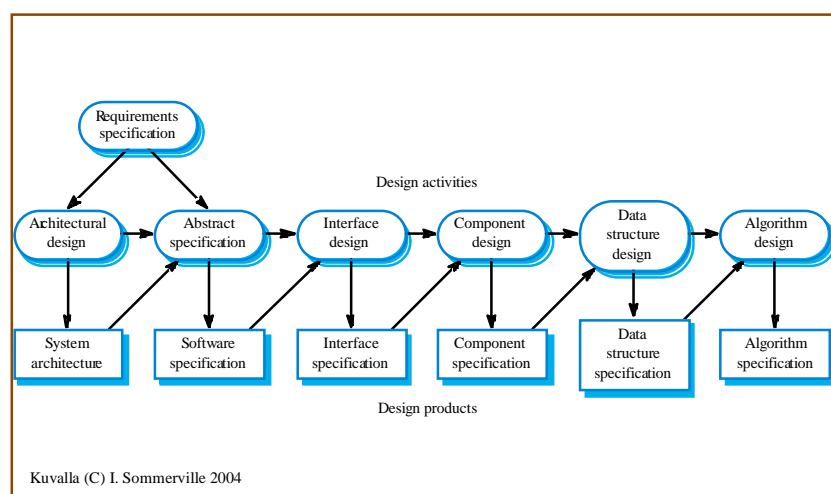 Requirements
specification
Design activities
Architectural
design
Abstract
specification
Interface
design
Component
design
Data
structure
design
Algorithm
design
System
architecture
Software
specification
Interface
specification
Component
specification
Data
structure
specification
Algorithm
specification
Design products
Kuvalla (C) I. Sommerville 2004